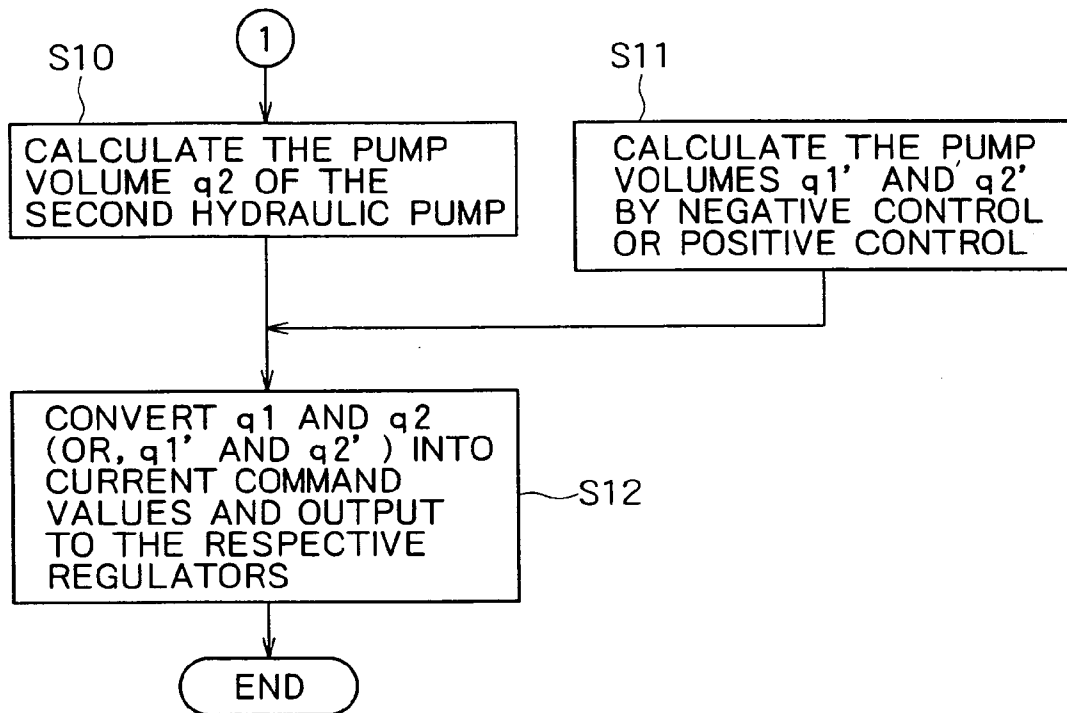 1
S10
CALCULATE THE PUMP
VOLUME q2 OF THE
SECOND HYDRAULIC PUMP
S11
CALCULATE THE PUMP
VOLUMES q1' AND q2'
BY NEGATIVE CONTROL
OR POSITIVE CONTROL
CONVERT q1 AND q2
(OR, q1' AND q2' ) INTO
CURRENT COMMAND
VALUES AND OUTPUT
TO THE RESPECTIVE
REGULATORS
S12
END